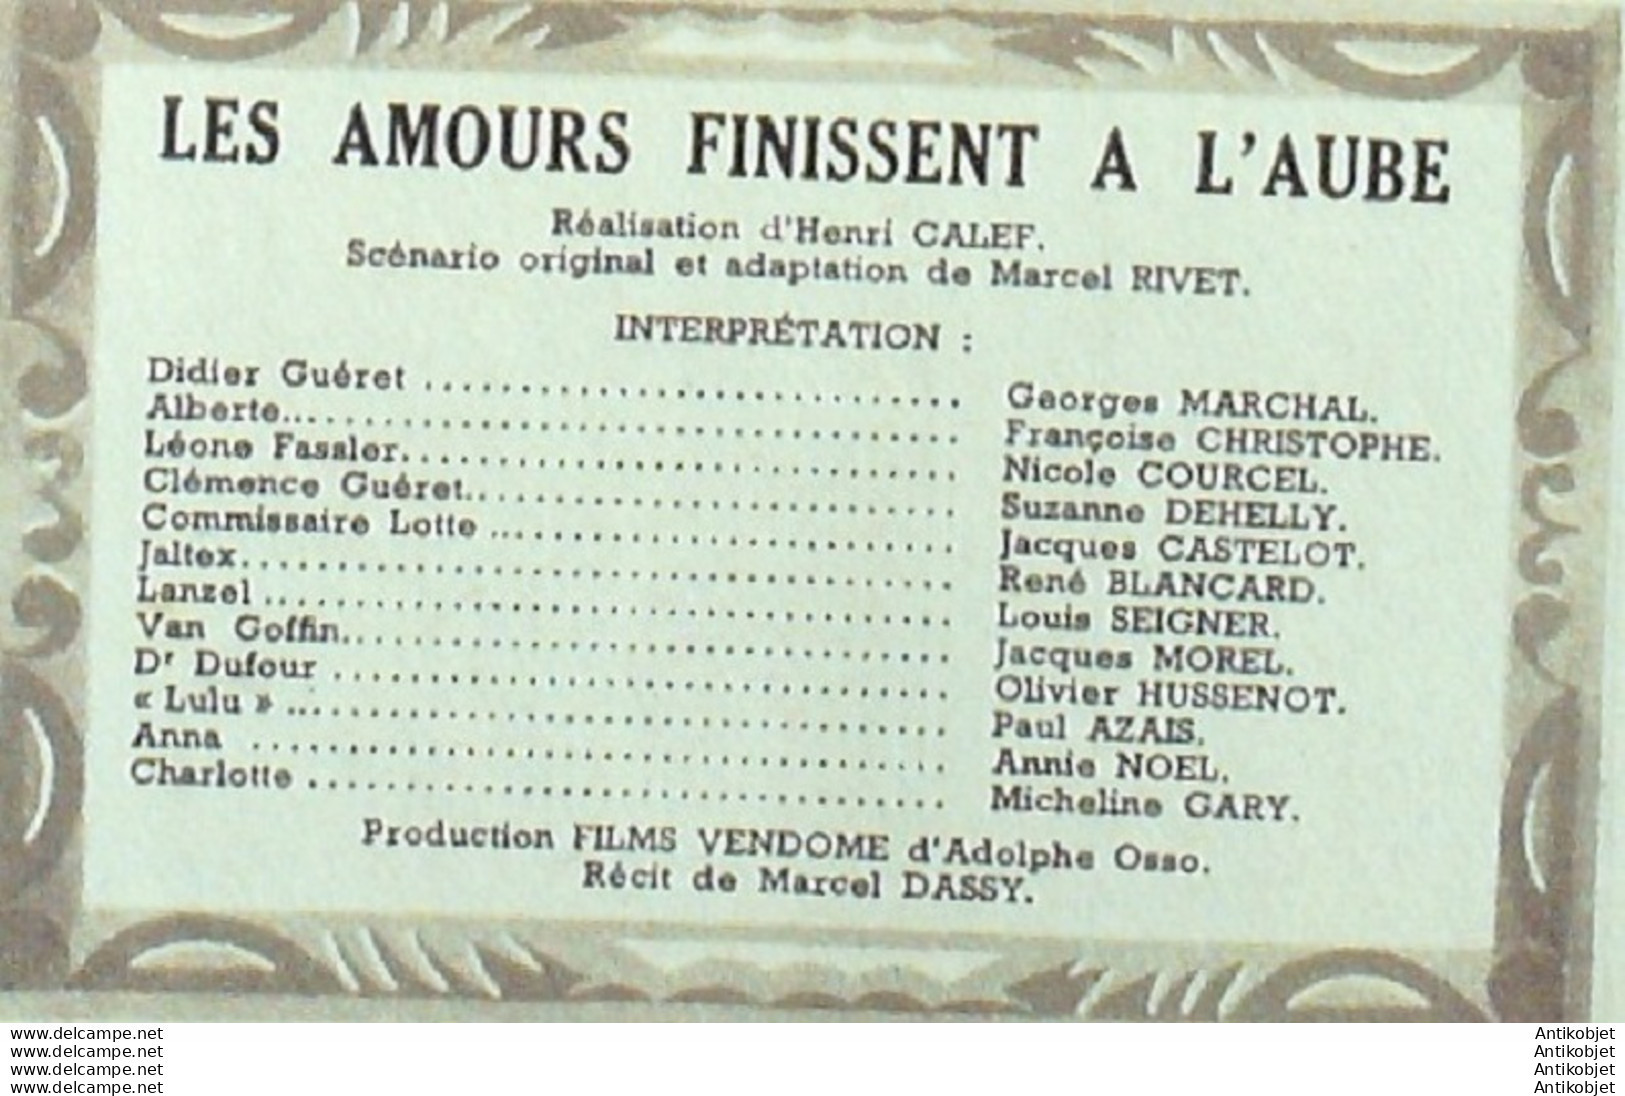 LES AMOURS FINISSENT A L'AUBE
Réalisation d'Henri CALEF.
Scénario original et adaptation de Marcel RIVET.
INTERPRÉTATION :
Didier Guéret .............................. Georges MARCHAL.
Alberte..................................... Françoise CHRISTOPHE.
Léone Fassler............................... Nicole COURCEL.
Clémence Guéret............................. Suzanne DEHELLY.
Commissaire Lotte .......................... Jacques CASTELOT.
Jaltex...................................... René BLANCARD.
Lanzel ..................................... Louis SEIGNER.
Van Goffin.................................. Jacques MOREL.
Dr Dufour .................................. Olivier HUSSENOT.
« Lulu » ................................... Paul AZAIS.
Anna ....................................... Annie NOEL.
Charlotte .................................. Micheline GARY.
Production FILMS VENDOME d'Adolphe Osso.
Récit de Marcel DASSY.
www.delcampe.net Antikobjet
www.delcampe.net Antikobjet
www.delcampe.net Antikobjet
www.delcampe.net Antikobjet